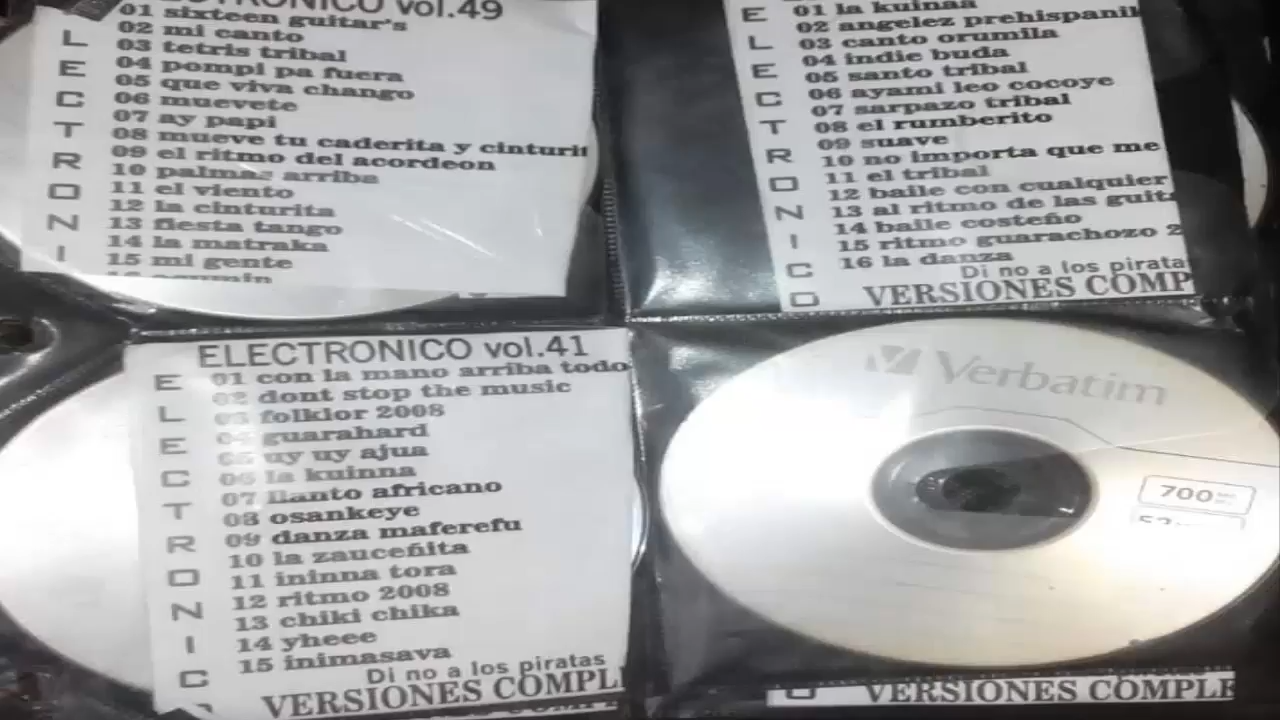 ELECTRONICO vol.49
01 sixteen guitar's
02 mi canto
03 tetris tribal
04 pompi pa fuera
05 que viva chango
06 muevete
07 ay papi
08 mueve tu caderita y cinturit
09 el ritmo del acordeon
10 palmas arriba
11 el viento
12 la cinturita
13 fiesta tango
14 la matraka
15 mi gente
16
L
E
C
T
R
O
N
I
E
L
E
C
T
R
O
N
I
C
O
01 la kuinaa
02 angelez prehispanik
03 canto orumila
04 indie buda
05 santo tribal
06 ayami leo cocoye
07 sarpazo tribal
08 el rumberito
09 suave
10 no importa que me
11 el tribal
12 baile con cualquier
13 al ritmo de las guit
14 baile costeño
15 ritmo guarachozo 2
16 la danza
Di no a los pirata
VERSIONES COMP
ELECTRONICO vol.41
E
L
E
C
T
R
O
N
I
C
01 con la mano arriba todo
02 dont stop the music
03 folklor 2008
04 guarahard
05 uy uy ajua
06 la kuinna
07 llanto africano
08 osankeye
09 danza maferefu
10 la zauceñita
11 ininna tora
12 ritmo 2008
13 chiki chika
14 yheee
15 inimasava
Di no a los piratas
VERSIONES COMPL
Verbatim
700
52
O VERSIONES COMPLE